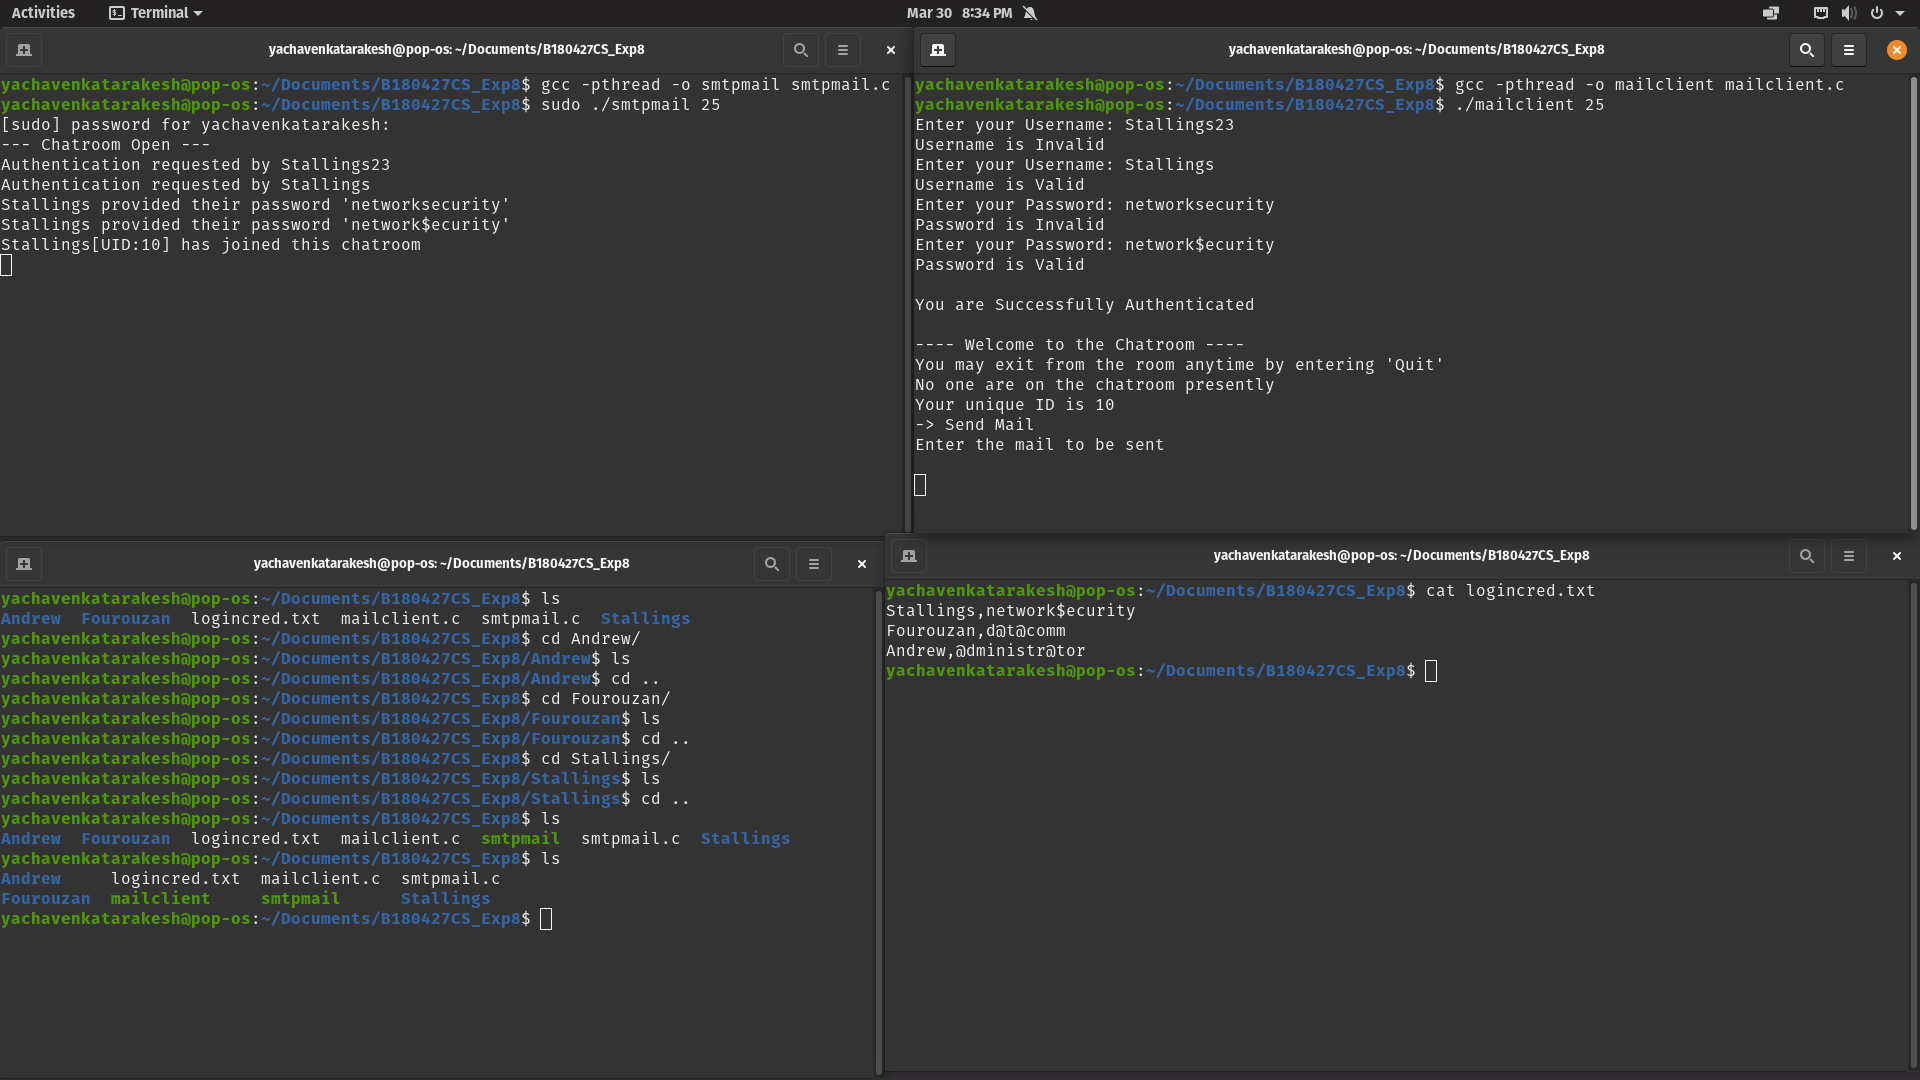 Activities Terminal Mar 30 8:34 PM
yachavenkatarakesh@pop-os: ~/Documents/B180427CS_Exp8
yachavenkatarakesh@pop-os:~/Documents/B180427CS_Exp8$ gcc -pthread -o smtpmail smtpmail.c
yachavenkatarakesh@pop-os:~/Documents/B180427CS_Exp8$ sudo ./smtpmail 25
[sudo] password for yachavenkatarakesh:
--- Chatroom Open ---
Authentication requested by Stallings23
Authentication requested by Stallings
Stallings provided their password 'networksecurity'
Stallings provided their password 'network$ecurity'
Stallings[UID:10] has joined this chatroom
yachavenkatarakesh@pop-os: ~/Documents/B180427CS_Exp8
yachavenkatarakesh@pop-os:~/Documents/B180427CS_Exp8$ gcc -pthread -o mailclient mailclient.c
yachavenkatarakesh@pop-os:~/Documents/B180427CS_Exp8$ ./mailclient 25
Enter your Username: Stallings23
Username is Invalid
Enter your Username: Stallings
Username is Valid
Enter your Password: networksecurity
Password is Invalid
Enter your Password: network$ecurity
Password is Valid
You are Successfully Authenticated
---- Welcome to the Chatroom ----
You may exit from the room anytime by entering 'Quit'
No one are on the chatroom presently
Your unique ID is 10
-> Send Mail
Enter the mail to be sent
yachavenkatarakesh@pop-os: ~/Documents/B180427CS_Exp8
yachavenkatarakesh@pop-os:~/Documents/B180427CS_Exp8$ ls
Andrew Fourouzan logincred.txt mailclient.c smtpmail.c Stallings
yachavenkatarakesh@pop-os:~/Documents/B180427CS_Exp8$ cd Andrew/
yachavenkatarakesh@pop-os:~/Documents/B180427CS_Exp8/Andrew$ ls
yachavenkatarakesh@pop-os:~/Documents/B180427CS_Exp8/Andrew$ cd ..
yachavenkatarakesh@pop-os:~/Documents/B180427CS_Exp8$ cd Fourouzan/
yachavenkatarakesh@pop-os:~/Documents/B180427CS_Exp8/Fourouzan$ ls
yachavenkatarakesh@pop-os:~/Documents/B180427CS_Exp8/Fourouzan$ cd ..
yachavenkatarakesh@pop-os:~/Documents/B180427CS_Exp8$ cd Stallings/
yachavenkatarakesh@pop-os:~/Documents/B180427CS_Exp8/Stallings$ ls
yachavenkatarakesh@pop-os:~/Documents/B180427CS_Exp8/Stallings$ cd ..
yachavenkatarakesh@pop-os:~/Documents/B180427CS_Exp8$ ls
Andrew Fourouzan logincred.txt mailclient.c smtpmail smtpmail.c Stallings
yachavenkatarakesh@pop-os:~/Documents/B180427CS_Exp8$ ls
Andrew logincred.txt mailclient.c smtpmail.c
Fourouzan mailclient smtpmail Stallings
yachavenkatarakesh@pop-os:~/Documents/B180427CS_Exp8$
yachavenkatarakesh@pop-os: ~/Documents/B180427CS_Exp8
yachavenkatarakesh@pop-os:~/Documents/B180427CS_Exp8$ cat logincred.txt
Stallings,network$ecurity
Fourouzan,d@t@comm
Andrew,@dministr@tor
yachavenkatarakesh@pop-os:~/Documents/B180427CS_Exp8$